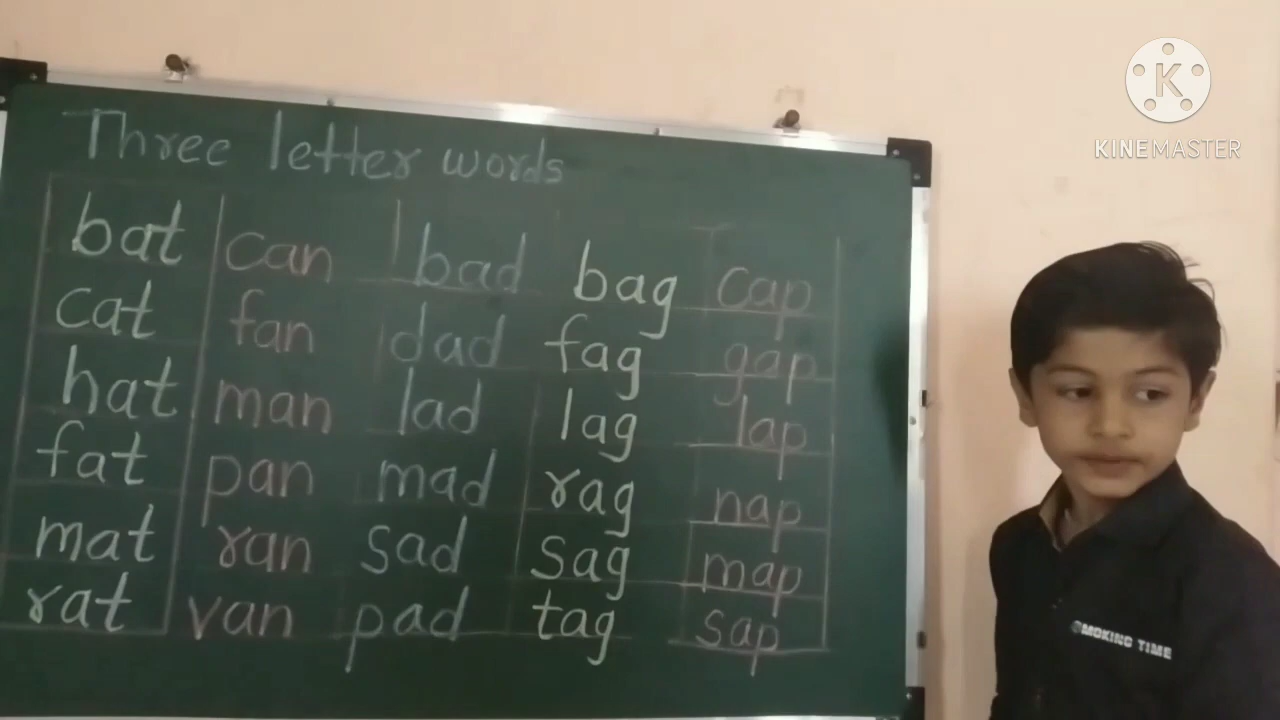 Three letter words
bat can bad bag cap
cat fan dad fag gap
hat man lad lag lap
fat pan mad rag nap
mat ran sad sag map
rat van pad tag sap
K
KINEMASTER
SMOKING TIME